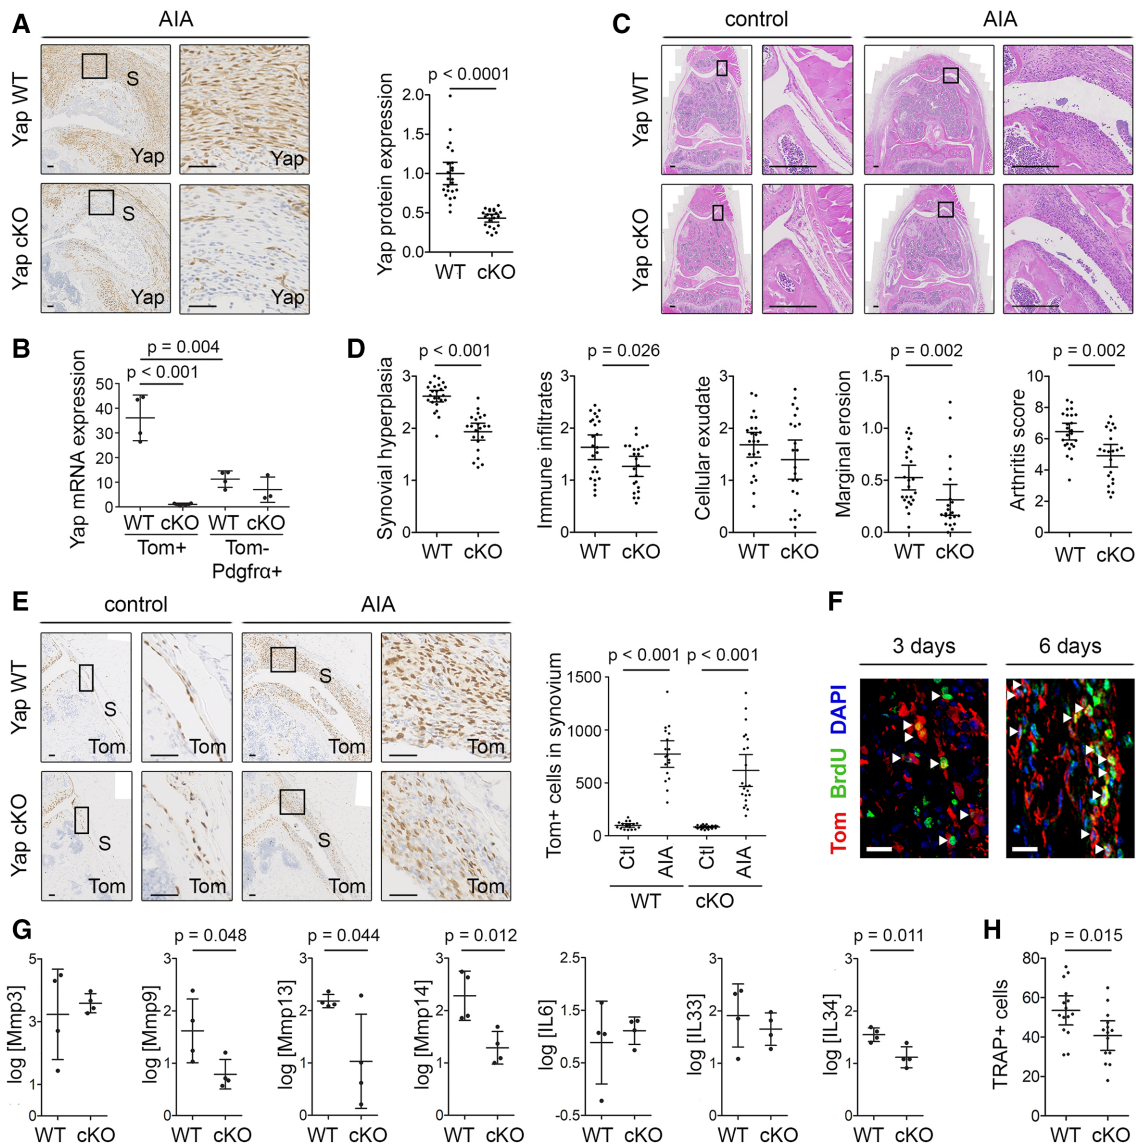 A
AIA
Yap WT
S
Yap
Yap
Yap cKO
S
Yap
Yap
p < 0.0001
Yap protein expression
2.0
1.5
1.0
0.5
0.0
WT cKO
C
control AIA
Yap WT
Yap cKO
B
p = 0.004
p < 0.001
Yap mRNA expression
50
40
30
20
10
0
WT cKO WT cKO
Tom+ Tom-
Pdgfrα+
D
p < 0.001
Synovial hyperplasia
3
2
1
0
WT cKO
p = 0.026
Immune infiltrates
3
2
1
0
WT cKO
Cellular exudate
3
2
1
0
WT cKO
p = 0.002
Marginal erosion
1.5
1.0
0.5
0.0
WT cKO
p = 0.002
Arthritis score
10
8
6
4
2
0
WT cKO
E
control AIA
Yap WT
S
Tom
Tom
S
Tom
Tom
Yap cKO
S
Tom
Tom
S
Tom
Tom
p < 0.001 p < 0.001
Tom+ cells in synovium
1500
1000
500
0
Ctl AIA Ctl AIA
WT cKO
F
3 days 6 days
Tom BrdU DAPI
G
log [Mmp3]
5
3
1
0
WT cKO
p = 0.048
log [Mmp9]
3
2
1
0
WT cKO
p = 0.044
log [Mmp13]
3
2
1
0
WT cKO
p = 0.012
log [Mmp14]
3
2
1
0
WT cKO
log [IL6]
2.5
1.5
0.5
-0.5
WT cKO
log [IL33]
3
2
1
0
WT cKO
p = 0.011
log [IL34]
3
2
1
0
WT cKO
H
p = 0.015
TRAP+ cells
80
60
40
20
0
WT cKO